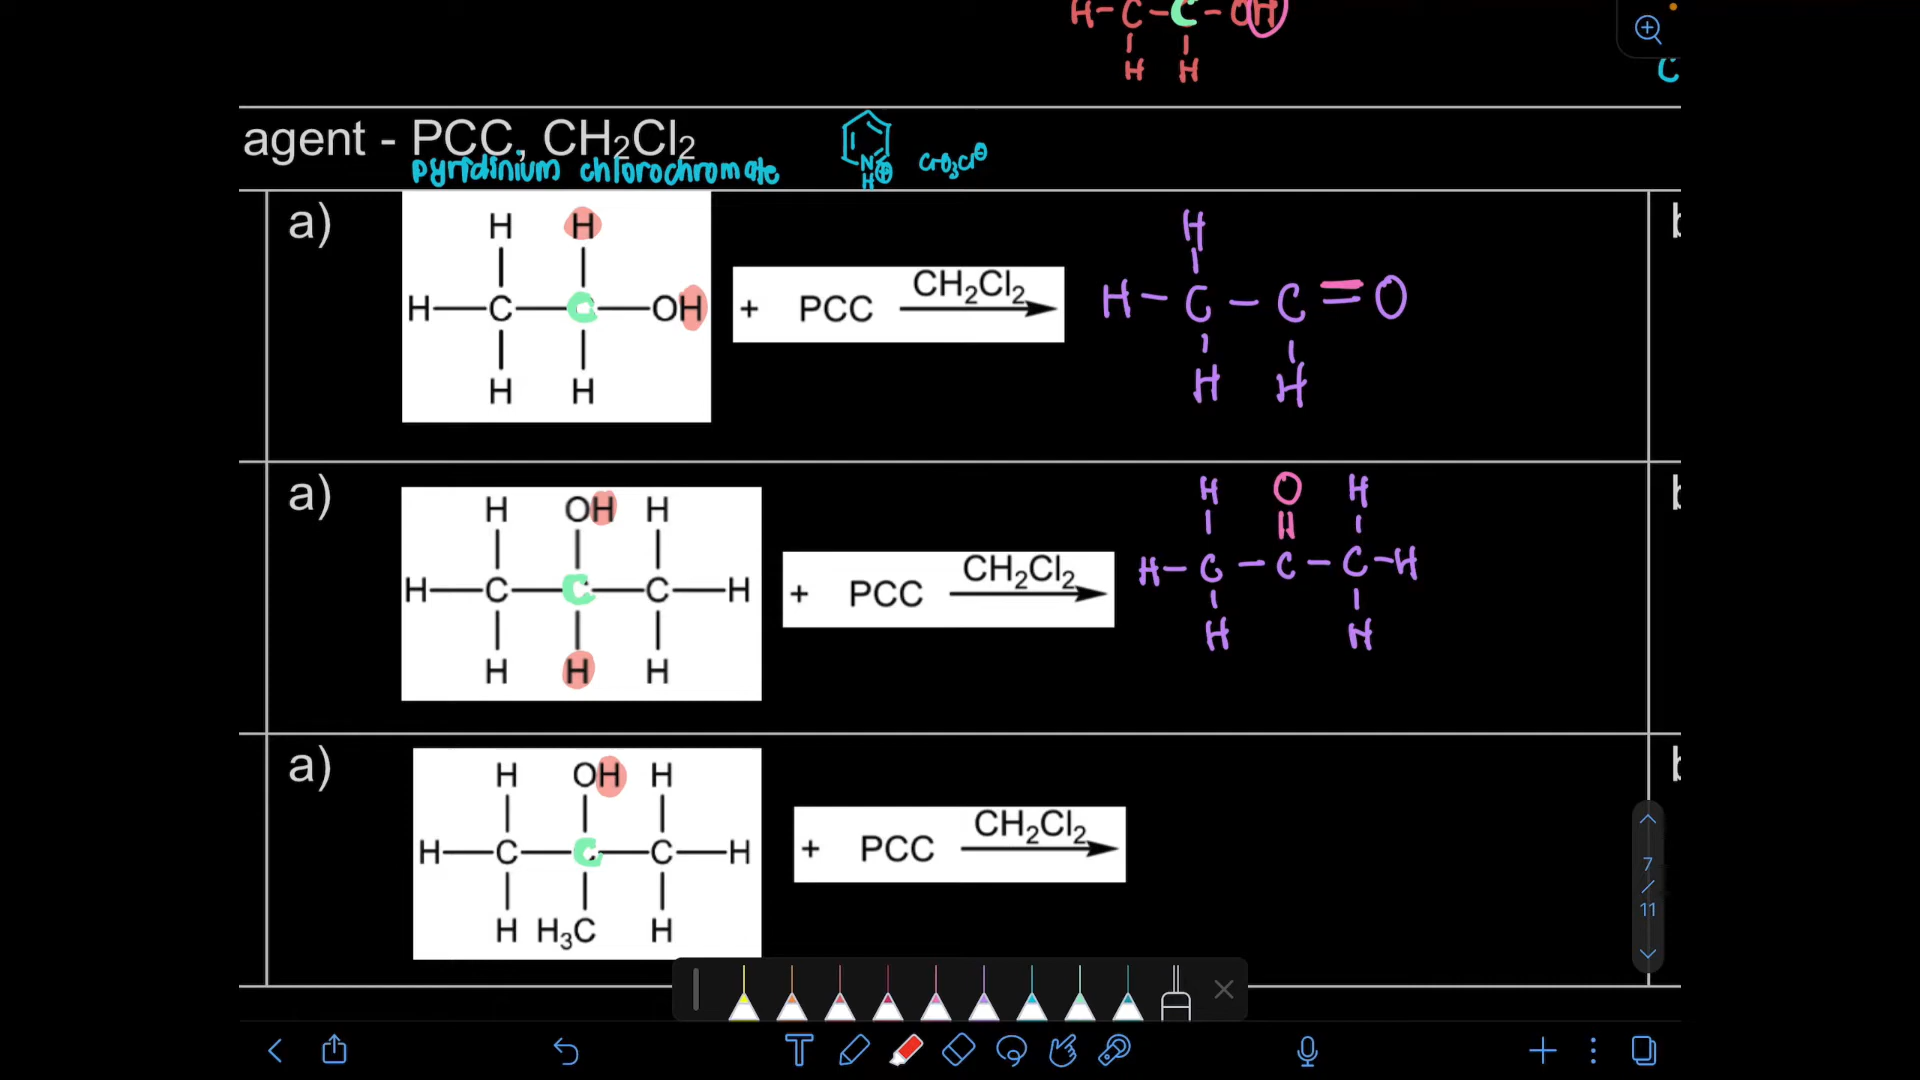 H-C-C-OH
H H
C
agent - PCC, CH₂Cl₂
pyridinium chlorochromate
N⊕
H
CrO₃Cl⊖
a)
H H
H C C OH
H H
+ PCC CH₂Cl₂
H
H-C-C=O
H H
a)
H OH H
H C C C H
H H H
+ PCC CH₂Cl₂
H O H
H-C-C-C-H
H H
a)
H OH H
H C C C H
H H₃C H
+ PCC CH₂Cl₂
7
/
11
T